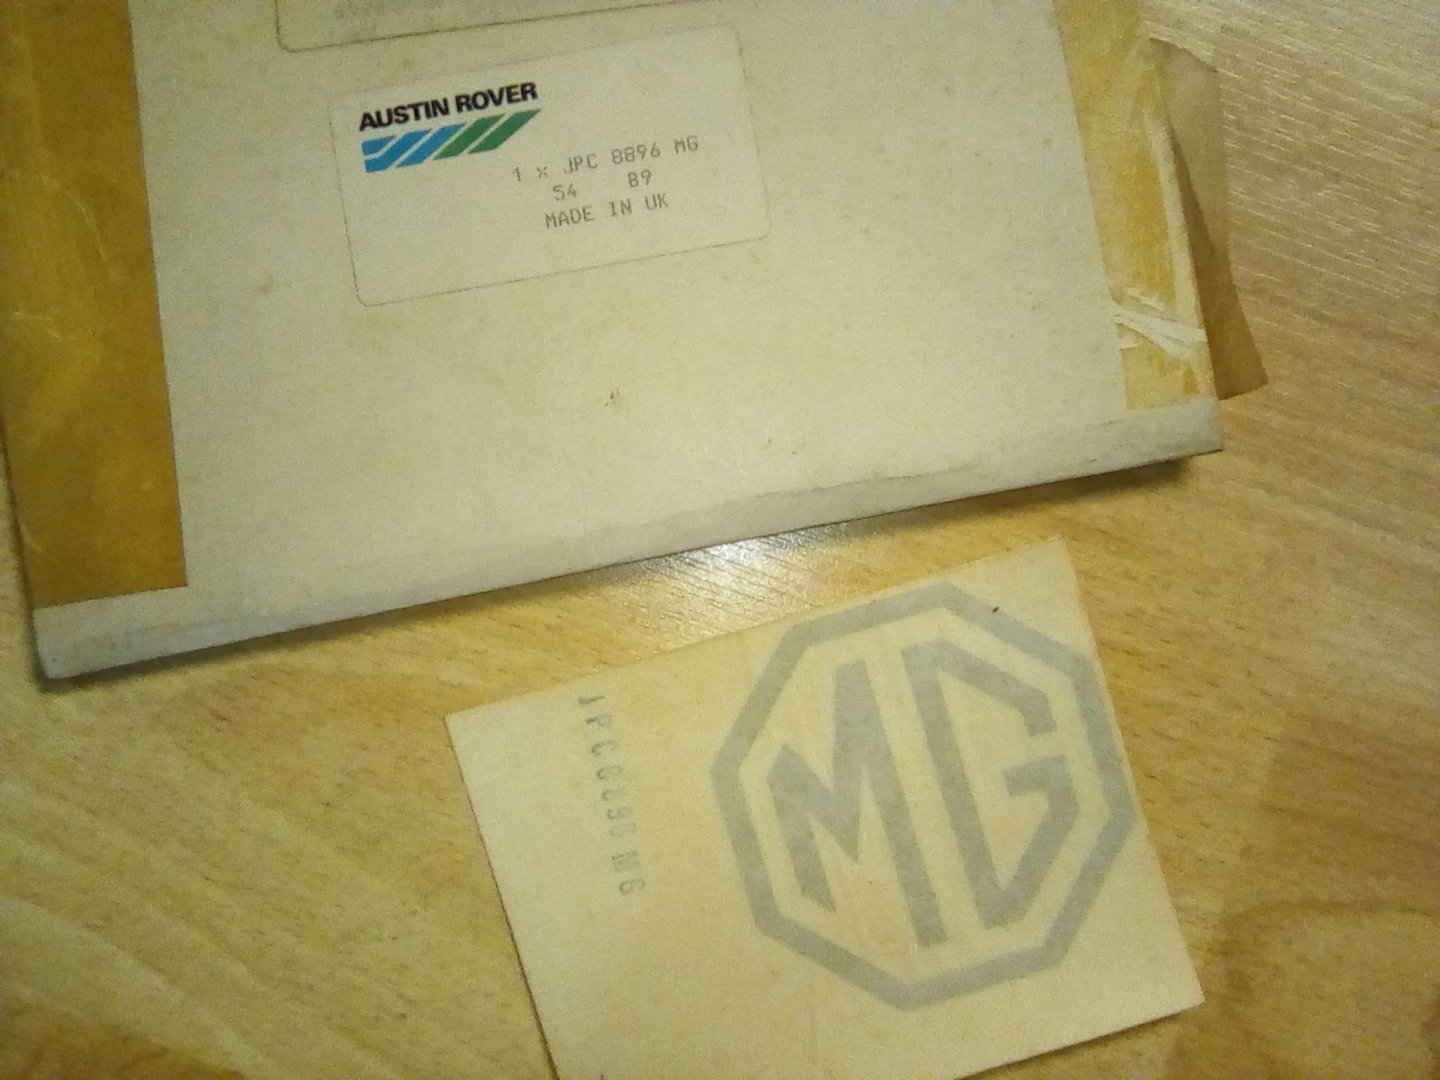 AUSTIN ROVER
1 x JPC 8896 MG
54 89
MADE IN UK
MG